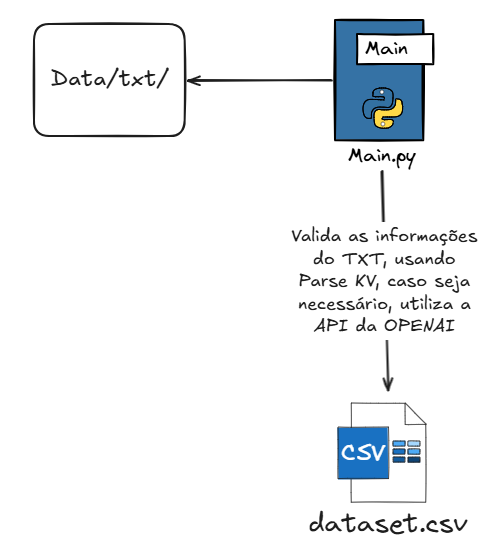 Data/txt/
Main
Main.py
Valida as informações
do TXT, usando
Parse KV, caso seja
necessário, utiliza a
API da OPENAI
CSV
dataset.csv